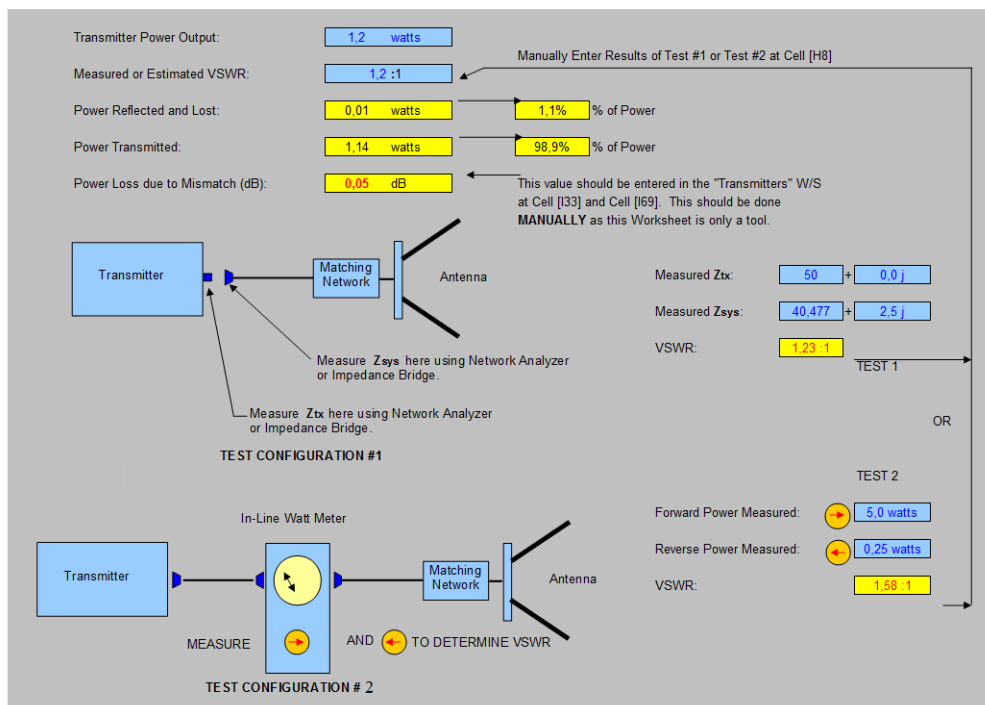 Transmitter Power Output: 1,2 watts
Manually Enter Results of Test #1 or Test #2 at Cell [H8]
Measured or Estimated VSWR: 1,2 :1
Power Reflected and Lost: 0,01 watts 1,1% % of Power
Power Transmitted: 1,14 watts 98,9% % of Power
Power Loss due to Mismatch (dB): 0,05 dB
This value should be entered in the "Transmitters" W/S
at Cell [I33] and Cell [I69]. This should be done
MANUALLY as this Worksheet is only a tool.
Transmitter
Matching
Network
Antenna
Measured Ztx: 50 + 0,0 j
Measured Zsys: 40,477 + 2,5 j
VSWR: 1,23 :1
TEST 1
Measure Zsys here using Network Analyzer
or Impedance Bridge.
Measure Ztx here using Network Analyzer
or Impedance Bridge.
OR
TEST CONFIGURATION #1
TEST 2
In-Line Watt Meter
Forward Power Measured: 5,0 watts
Reverse Power Measured: 0,25 watts
VSWR: 1,58 :1
Transmitter
Matching
Network
Antenna
MEASURE AND TO DETERMINE VSWR
TEST CONFIGURATION # 2